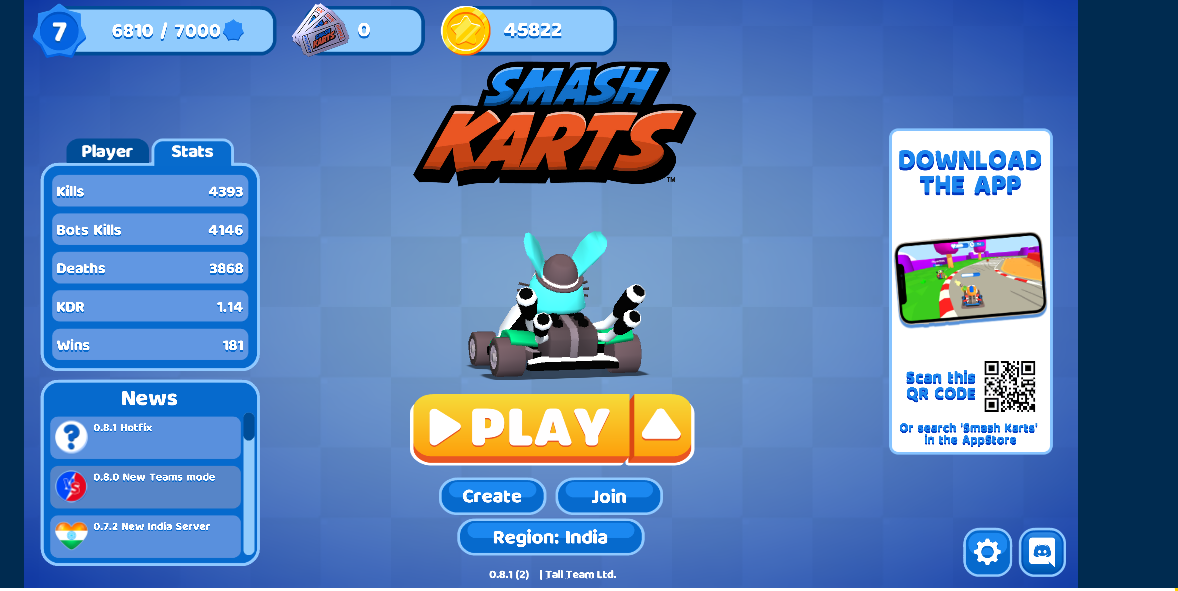 7
6810 / 7000
0
45822
KARTS
SMASH
KARTS
TM
Player
Stats
Kills 4393
Bots Kills 4146
Deaths 3868
KDR 1.14
Wins 181
News
0.8.1 Hotfix
VS
0.8.0 New Teams mode
0.7.2 New India Server
PLAY
Create
Join
Region: India
0.8.1 (2) | Tall Team Ltd.
DOWNLOAD
THE APP
Scan this
QR CODE
Or search 'Smash Karts'
in the AppStore